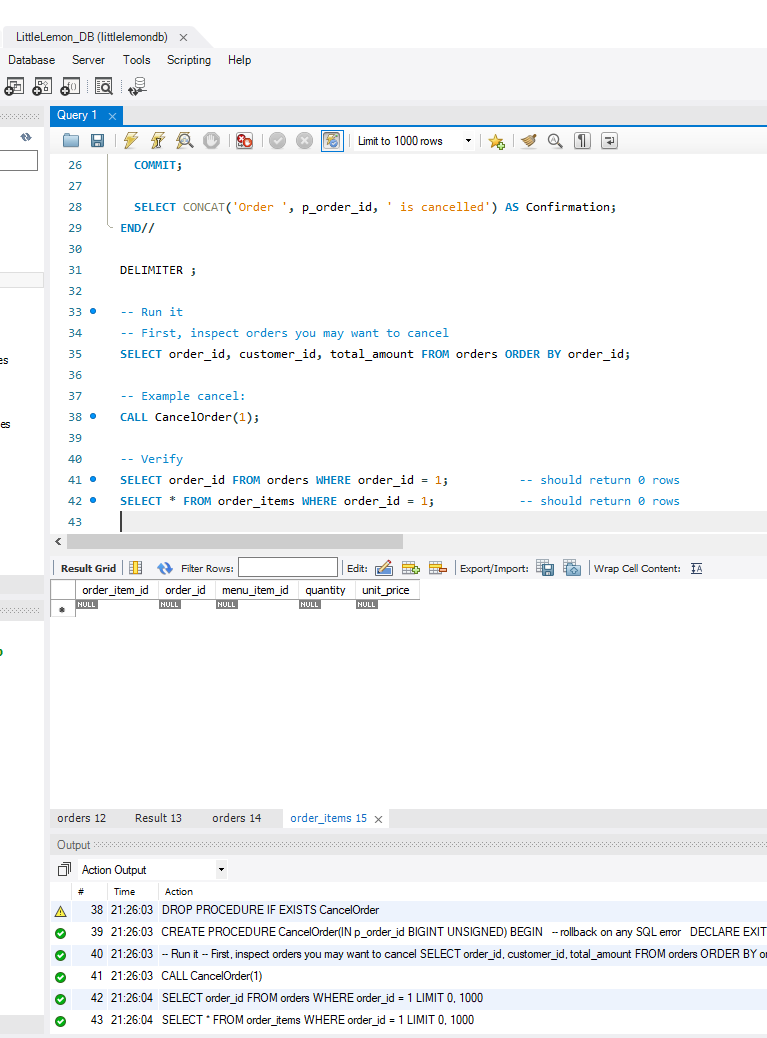 LittleLemon_DB (littlelemondb)
Database Server Tools Scripting Help
Query 1
Limit to 1000 rows
26 COMMIT;
27
28 SELECT CONCAT('Order ', p_order_id, ' is cancelled') AS Confirmation;
29 END//
30
31 DELIMITER ;
32
33 -- Run it
34 -- First, inspect orders you may want to cancel
35 SELECT order_id, customer_id, total_amount FROM orders ORDER BY order_id;
36
37 -- Example cancel:
38 CALL CancelOrder(1);
39
40 -- Verify
41 SELECT order_id FROM orders WHERE order_id = 1; -- should return 0 rows
42 SELECT * FROM order_items WHERE order_id = 1; -- should return 0 rows
43
es
es
Result Grid Filter Rows: Edit: Export/Import: Wrap Cell Content:
order_item_id order_id menu_item_id quantity unit_price
NULL NULL NULL NULL NULL
orders 12 Result 13 orders 14 order_items 15
Output
Action Output
# Time Action
38 21:26:03 DROP PROCEDURE IF EXISTS CancelOrder
39 21:26:03 CREATE PROCEDURE CancelOrder(IN p_order_id BIGINT UNSIGNED) BEGIN -- rollback on any SQL error DECLARE EXIT
40 21:26:03 -- Run it -- First, inspect orders you may want to cancel SELECT order_id, customer_id, total_amount FROM orders ORDER BY or
41 21:26:03 CALL CancelOrder(1)
42 21:26:04 SELECT order_id FROM orders WHERE order_id = 1 LIMIT 0, 1000
43 21:26:04 SELECT * FROM order_items WHERE order_id = 1 LIMIT 0, 1000